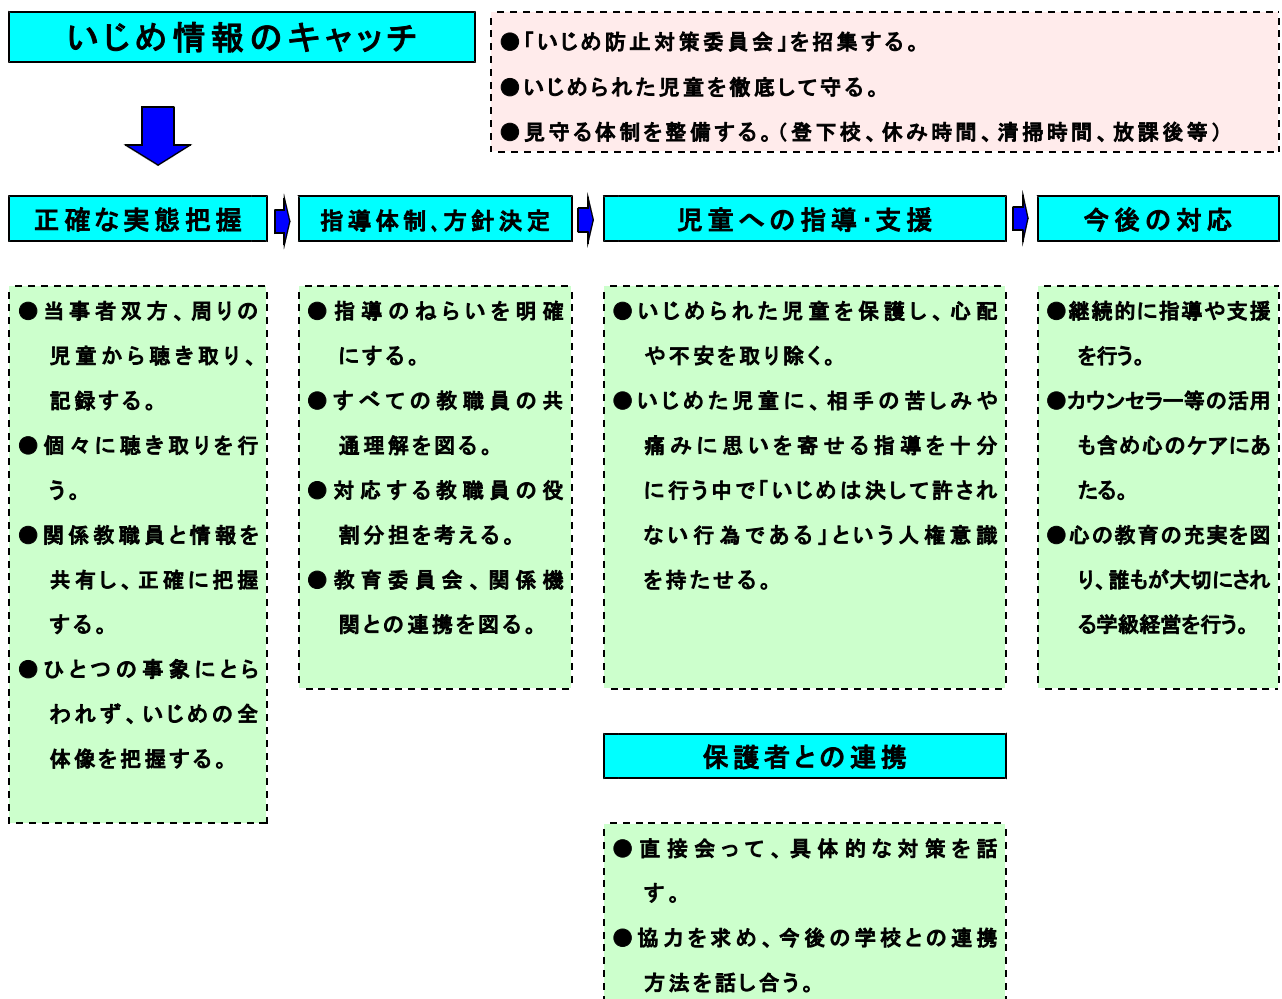 いじめ情報のキャッチ
●「いじめ防止対策委員会」を招集する。
●いじめられた児童を徹底して守る。
●見守る体制を整備する。（登下校、休み時間、清掃時間、放課後等）
正確な実態把握
●当事者双方、周りの
児童から聴き取り、
記録する。
●個々に聴き取りを行
う。
●関係教職員と情報を
共有し、正確に把握
する。
●ひとつの事象にとら
われず、いじめの全
体像を把握する。
指導体制、方針決定
●指導のねらいを明確
にする。
●すべての教職員の共
通理解を図る。
●対応する教職員の役
割分担を考える。
●教育委員会、関係機
関との連携を図る。
児童への指導・支援
●いじめられた児童を保護し、心配
や不安を取り除く。
●いじめた児童に、相手の苦しみや
痛みに思いを寄せる指導を十分
に行う中で「いじめは決して許され
ない行為である」という人権意識
を持たせる。
保護者との連携
●直接会って、具体的な対策を話
す。
●協力を求め、今後の学校との連携
方法を話し合う。
今後の対応
●継続的に指導や支援
を行う。
●カウンセラー等の活用
も含め心のケアにあ
たる。
●心の教育の充実を図
り、誰もが大切にされ
る学級経営を行う。